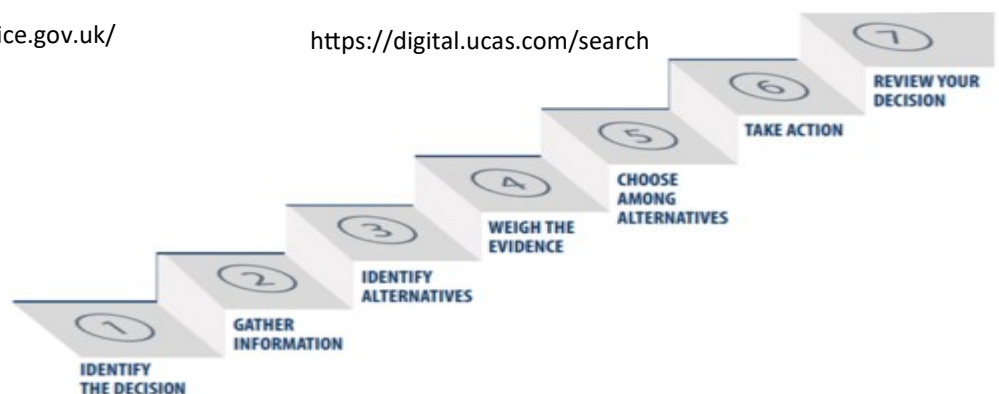 ice.gov.uk/
https://digital.ucas.com/search
1
IDENTIFY
THE DECISION
2
GATHER
INFORMATION
3
IDENTIFY
ALTERNATIVES
4
WEIGH THE
EVIDENCE
5
CHOOSE
AMONG
ALTERNATIVES
6
TAKE ACTION
7
REVIEW YOUR
DECISION